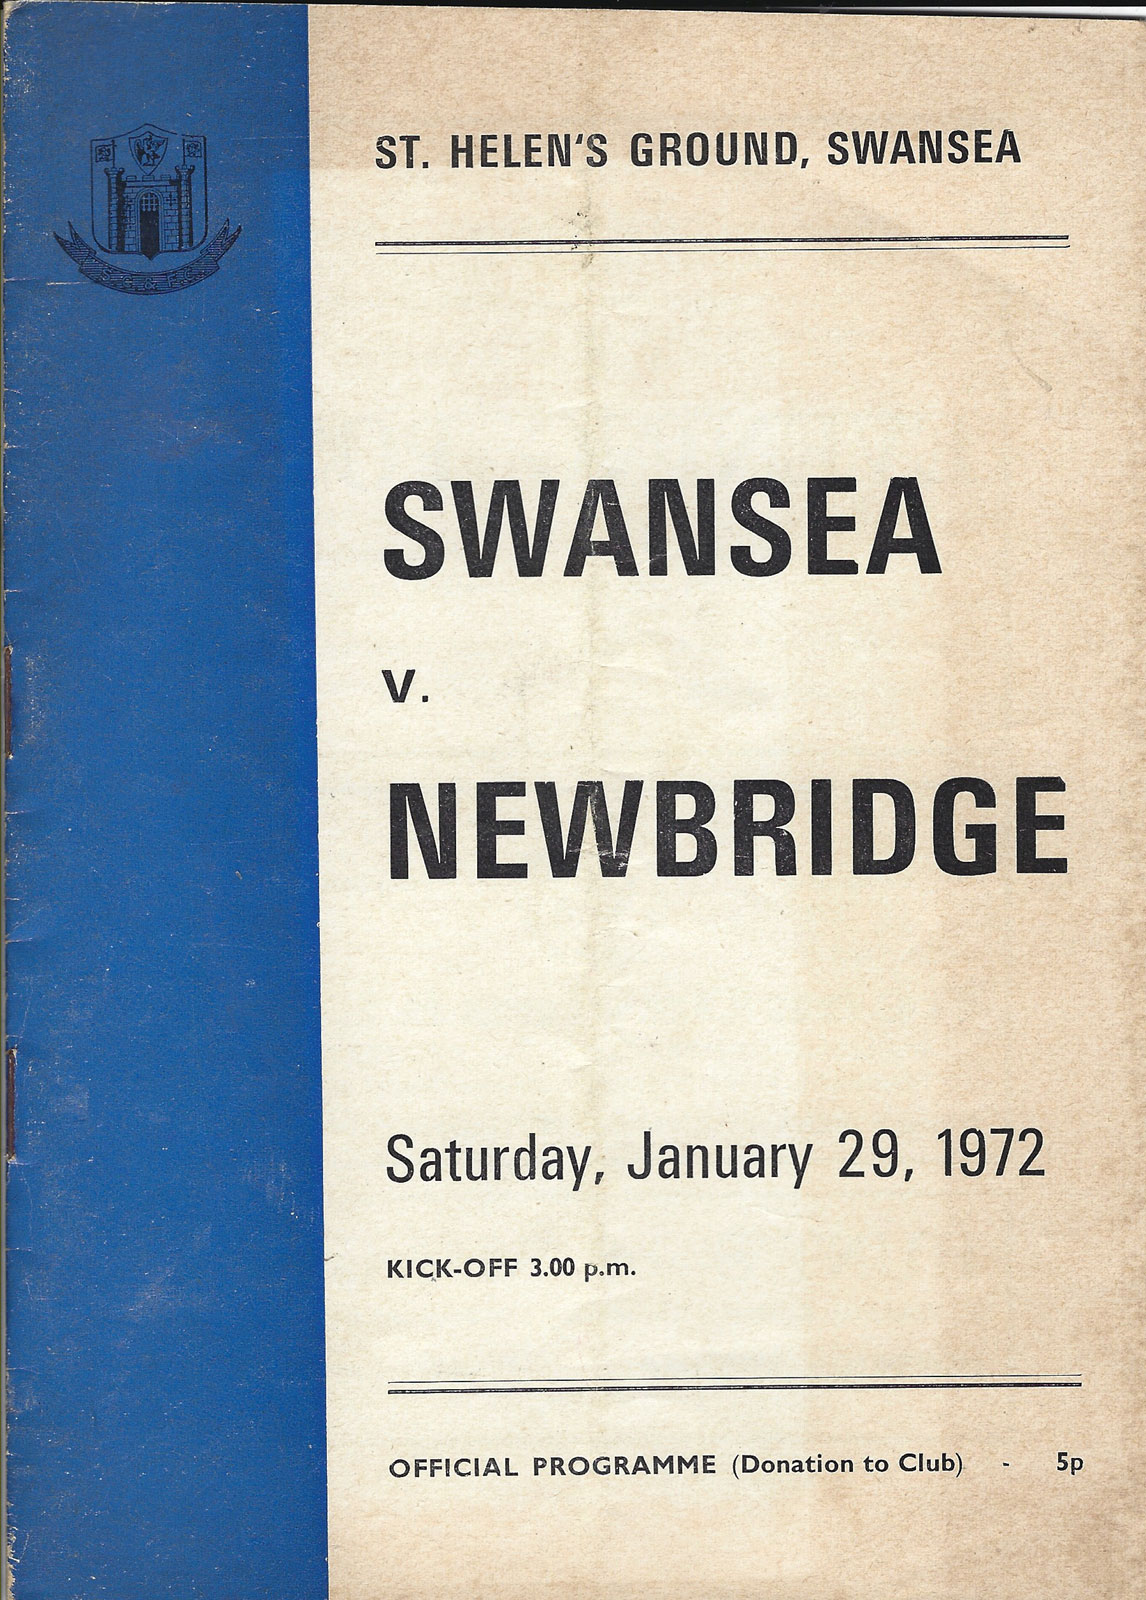 S. C. & F. C.
ST. HELEN'S GROUND, SWANSEA
SWANSEA
v.
NEWBRIDGE
Saturday, January 29, 1972
KICK-OFF 3.00 p.m.
OFFICIAL PROGRAMME (Donation to Club) - 5p